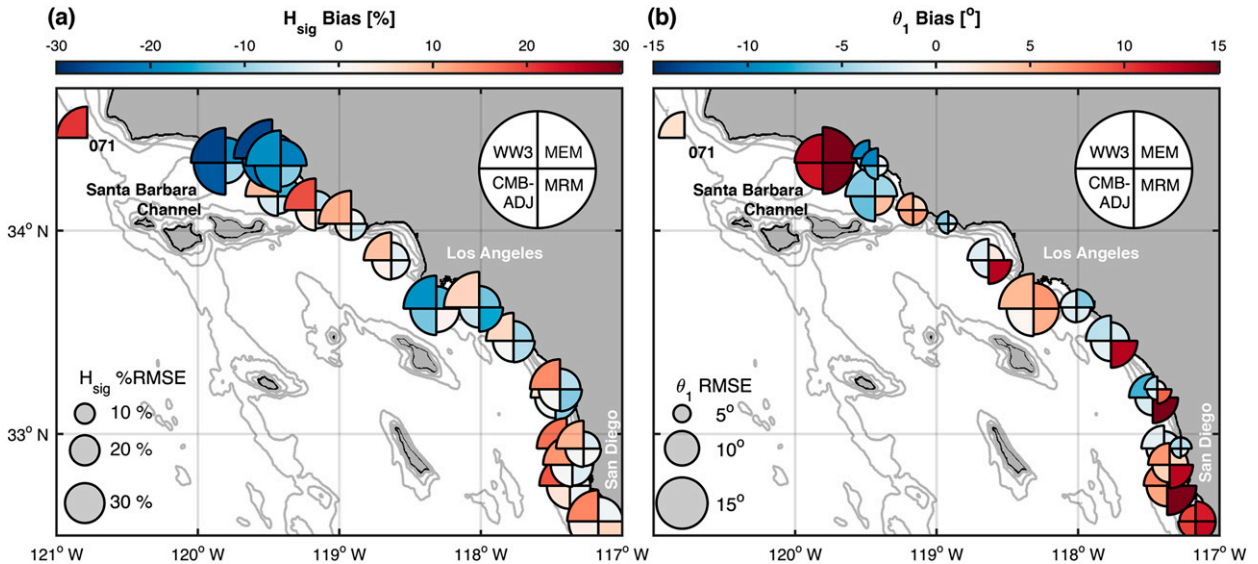 (a) H_sig Bias [%]
-30 -20 -10 0 10 20 30
071
Santa Barbara
Channel
WW3 MEM
CMB-
ADJ
MRM
Los Angeles
34° N
H_sig %RMSE
10 %
20 %
30 %
33° N
San Diego
121° W 120° W 119° W 118° W 117° W
(b) θ₁ Bias [°]
-15 -10 -5 0 5 10 15
071
Santa Barbara
Channel
WW3 MEM
CMB-
ADJ
MRM
Los Angeles
θ₁ RMSE
5°
10°
15°
San Diego
120° W 119° W 118° W 117° W